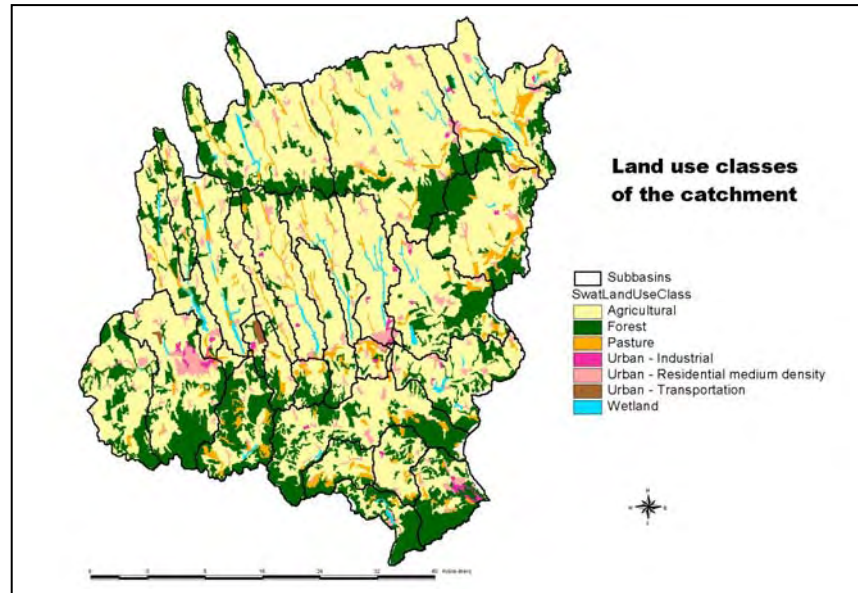 Land use classes
of the catchment
Subbasins
SwatLandUseClass
Agricultural
Forest
Pasture
Urban - Industrial
Urban - Residential medium density
Urban - Transportation
Wetland